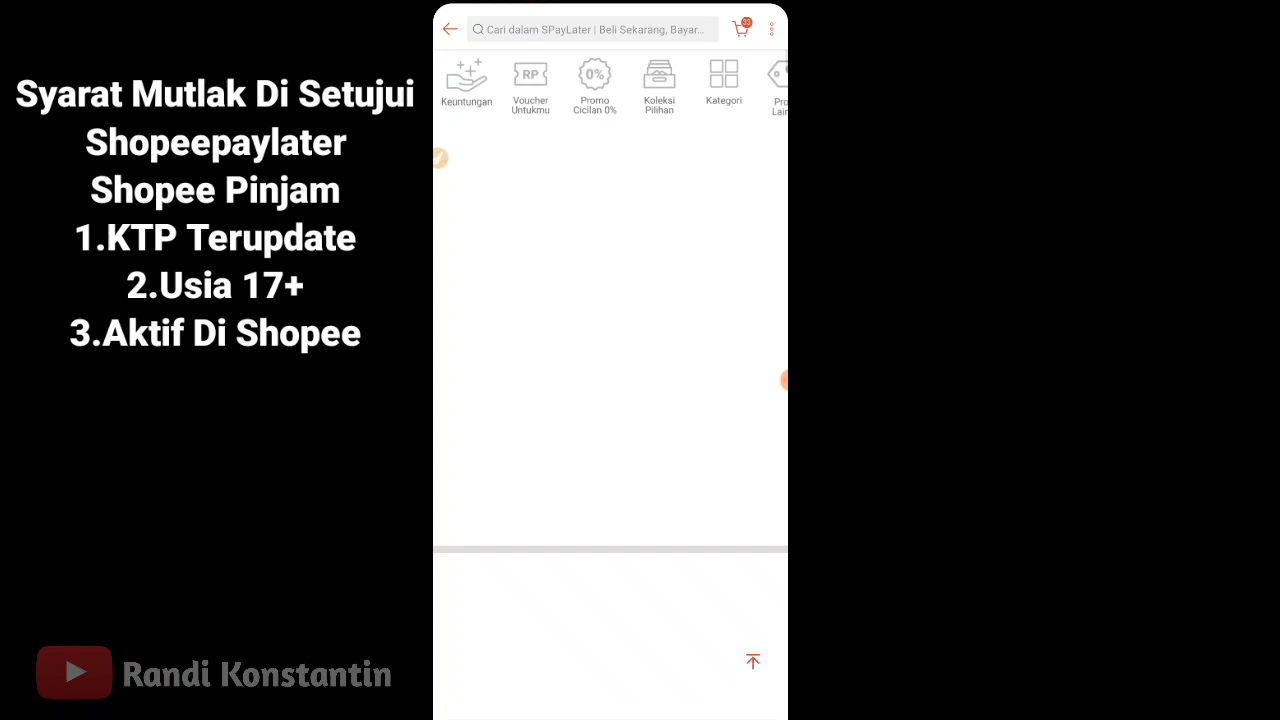 Syarat Mutlak Di Setujui
Shopeepaylater
Shopee Pinjam
1.KTP Terupdate
2.Usia 17+
3.Aktif Di Shopee
Randi Konstantin
Cari dalam SPayLater | Beli Sekarang, Bayar...
33
Keuntungan
RP
Voucher
Untukmu
0%
Promo
Cicilan 0%
Koleksi
Pilihan
Kategori